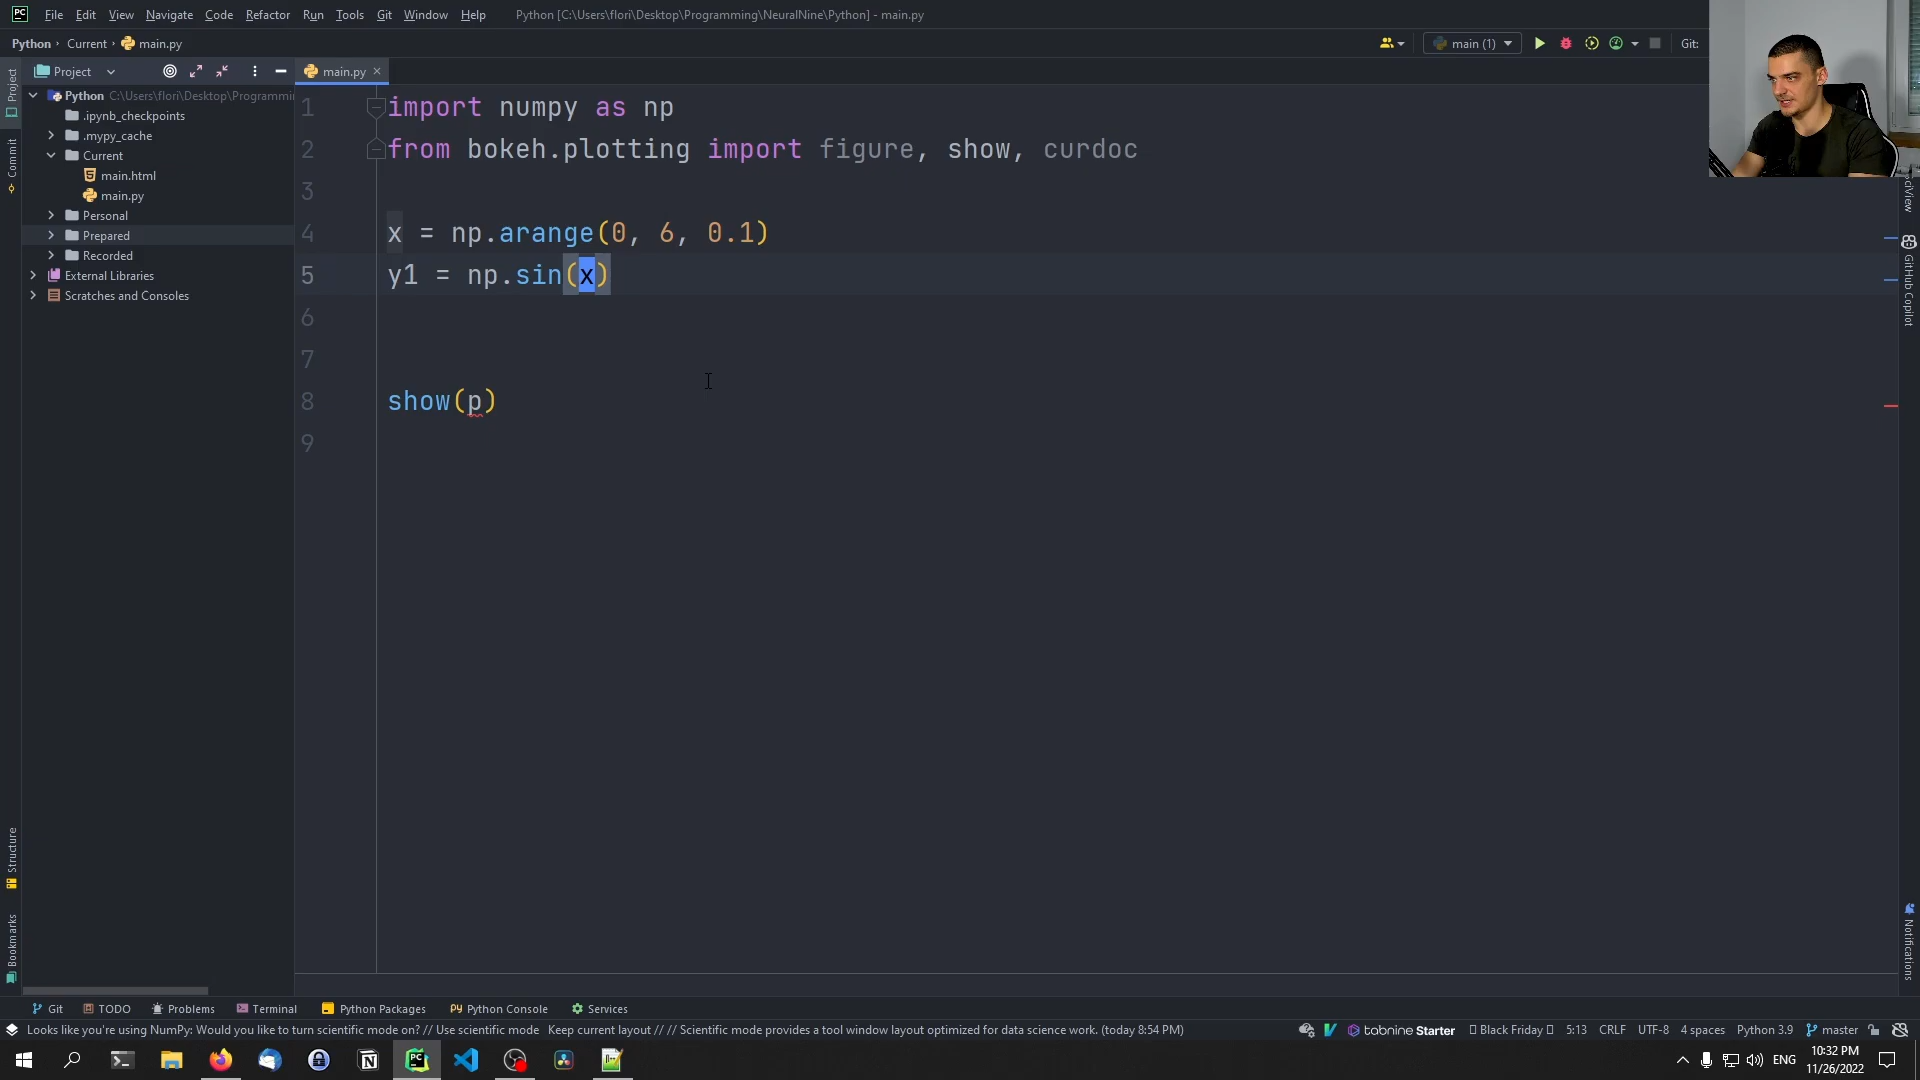 PC File Edit View Navigate Code Refactor Run Tools Git Window Help Python [C:\Users\flori\Desktop\Programming\NeuralNine\Python] - main.py
Python › Current › main.py
main (1)
Git:
Project
main.py
Python C:\Users\flori\Desktop\Programmi
.ipynb_checkpoints
.mypy_cache
Current
main.html
main.py
Personal
Prepared
Recorded
External Libraries
Scratches and Consoles
Project
Commit
Structure
Bookmarks
1 import numpy as np
2 from bokeh.plotting import figure, show, curdoc
3
4 x = np.arange(0, 6, 0.1)
5 y1 = np.sin(x)
6
7
8 show(p)
9
SciView
GitHub Copilot
Notifications
Git TODO Problems Terminal Python Packages Python Console Services
Looks like you're using NumPy: Would you like to turn scientific mode on? // Use scientific mode Keep current layout // // Scientific mode provides a tool window layout optimized for data science work. (today 8:54 PM)
tabnine Starter Black Friday 5:13 CRLF UTF-8 4 spaces Python 3.9 master
ENG
10:32 PM
11/26/2022